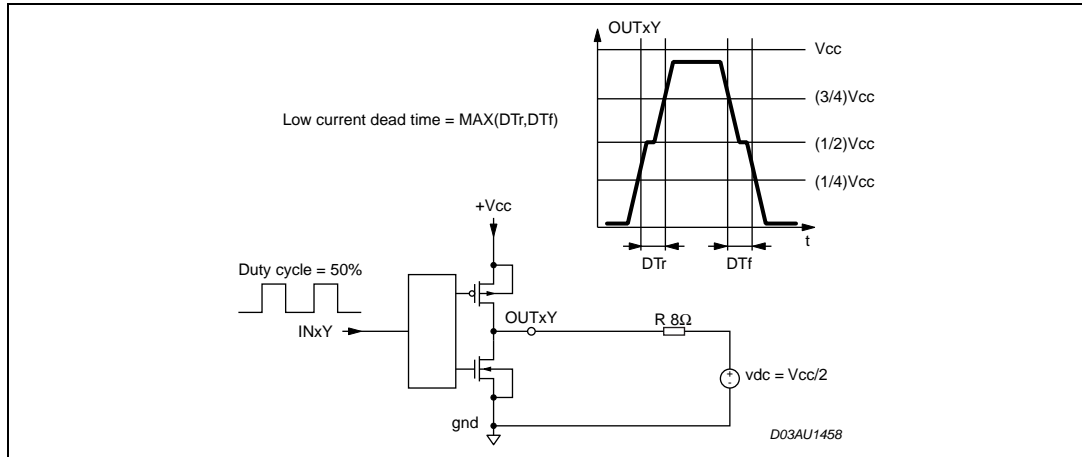 OUTxY
Vcc
(3/4)Vcc
Low current dead time = MAX(DTr,DTf)
(1/2)Vcc
(1/4)Vcc
+Vcc
t
DTr
DTf
Duty cycle = 50%
OUTxY
R 8Ω
INxY
+
-
vdc = Vcc/2
gnd
D03AU1458